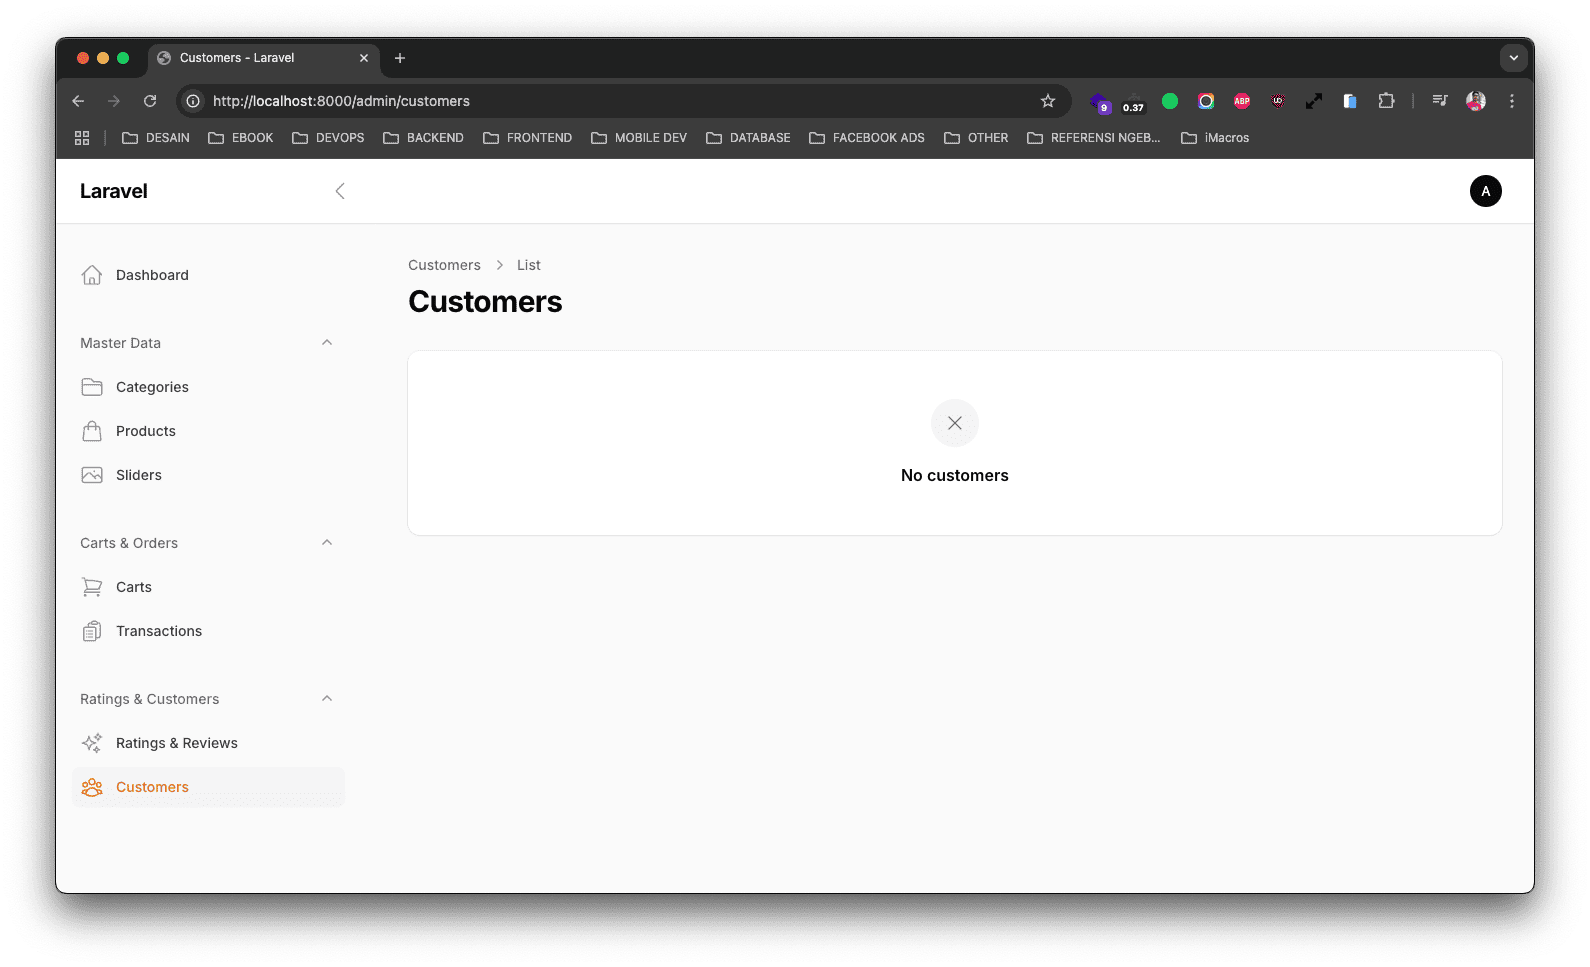 Customers - Laravel
http://localhost:8000/admin/customers
9
0.37
ABP
DESAIN
EBOOK
DEVOPS
BACKEND
FRONTEND
MOBILE DEV
DATABASE
FACEBOOK ADS
OTHER
REFERENSI NGEB...
iMacros
Laravel
A
Dashboard
Master Data
Categories
Products
Sliders
Carts & Orders
Carts
Transactions
Ratings & Customers
Ratings & Reviews
Customers
Customers
List
Customers
No customers